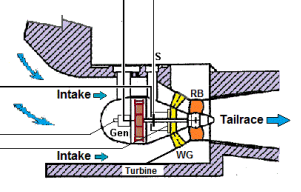 S
Intake
RB
Tailrace
Gen
Intake
WG
Turbine